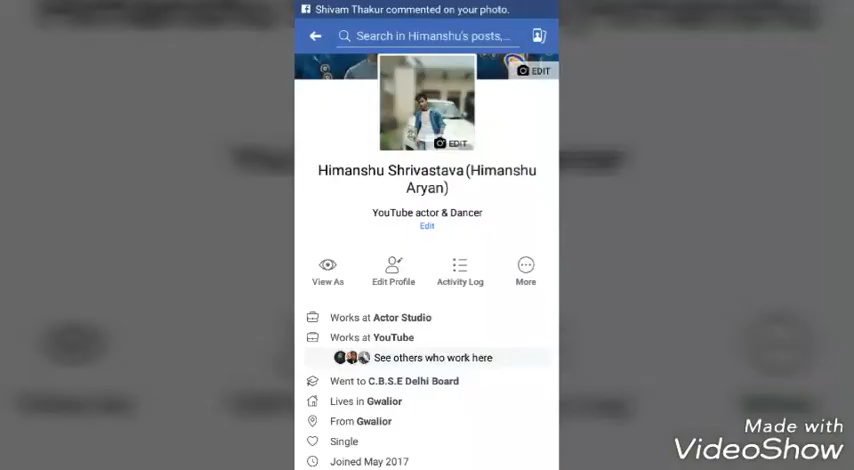 Shivam Thakur commented on your photo.
Search in Himanshu's posts,...
EDIT
EDIT
Himanshu Shrivastava (Himanshu
Aryan)
YouTube actor & Dancer
Edit
View As
Edit Profile
Activity Log
More
Works at Actor Studio
Works at YouTube
See others who work here
Went to C.B.S.E Delhi Board
Lives in Gwalior
From Gwalior
Single
Joined May 2017
Made with
VideoShow